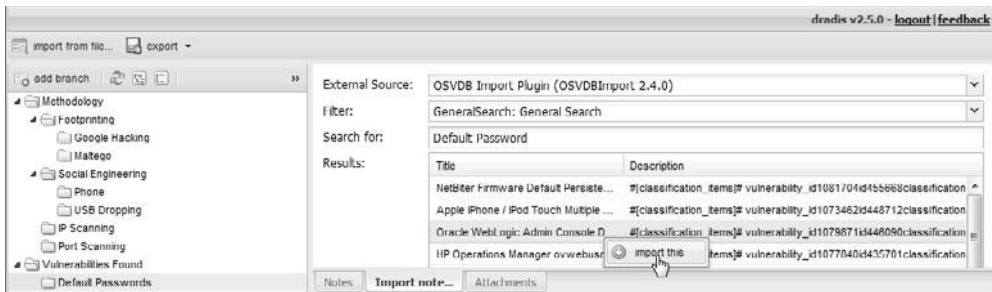 dradis v2.5.0 - logout | feedback
import from file... export
add branch »
Methodology
Footprinting
Google Hacking
Maltego
Social Engineering
Phone
USB Dropping
IP Scanning
Port Scanning
Vulnerabilities Found
Default Passwords
External Source: OSVDB Import Plugin (OSVDBImport 2.4.0)
Filter: GeneralSearch: General Search
Search for: Default Password
Results: Title Description
NetBiter Firmware Default Persiste... #[classification_items]# vulnerability_id1081704id455668classification
Apple iPhone / iPod Touch Multiple ... #[classification_items]# vulnerability_id1073462id448712classification
Oracle WebLogic Admin Console D... #[classification_items]# vulnerability_id1079871id446090classification
HP Operations Manager ovwebusr items]# vulnerability_id1077840id435701classification
import this
Notes Import note... Attachments